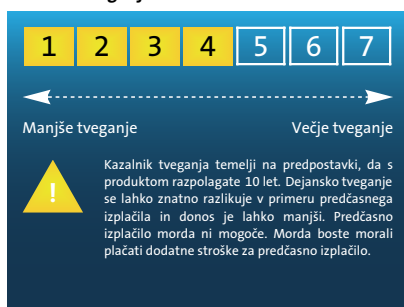 1 2 3 4 5 6 7
Manjše tveganje Večje tveganje
!
Kazalnik tveganja temelji na predpostavki, da s
produktom razpolagate 10 let. Dejansko tveganje
se lahko znatno razlikuje v primeru predčasnega
izplačila in donos je lahko manjši. Predčasno
izplačilo morda ni mogoče. Morda boste morali
plačati dodatne stroške za predčasno izplačilo.